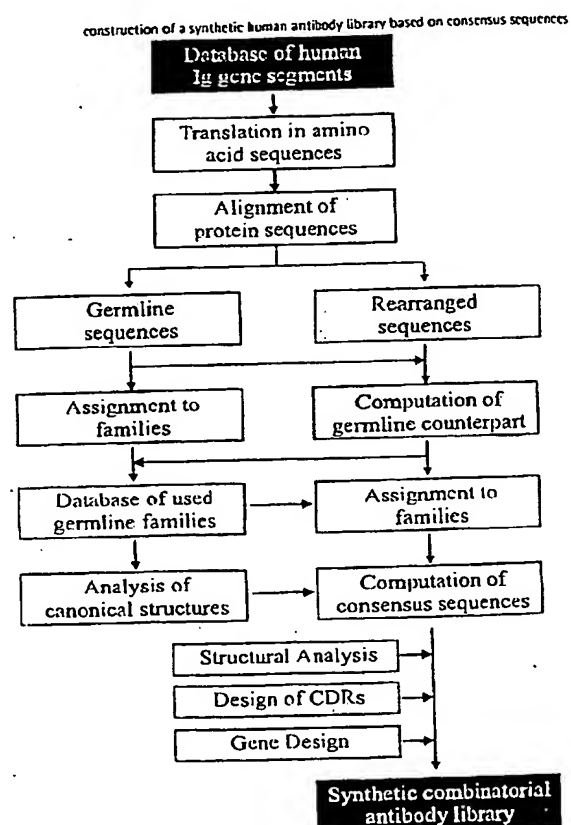 construction of a synthetic human antibody library based on consensus sequences
Database of human
Ig gene segments
Translation in amino
acid sequences
Alignment of
protein sequences
Germline
sequences
Rearranged
sequences
Assignment to
families
Computation of
germline counterpart
Database of used
germline families
Assignment to
families
Analysis of
canonical structures
Computation of
consensus sequences
Structural Analysis
Design of CDRs
Gene Design
Synthetic combinatorial
antibody library